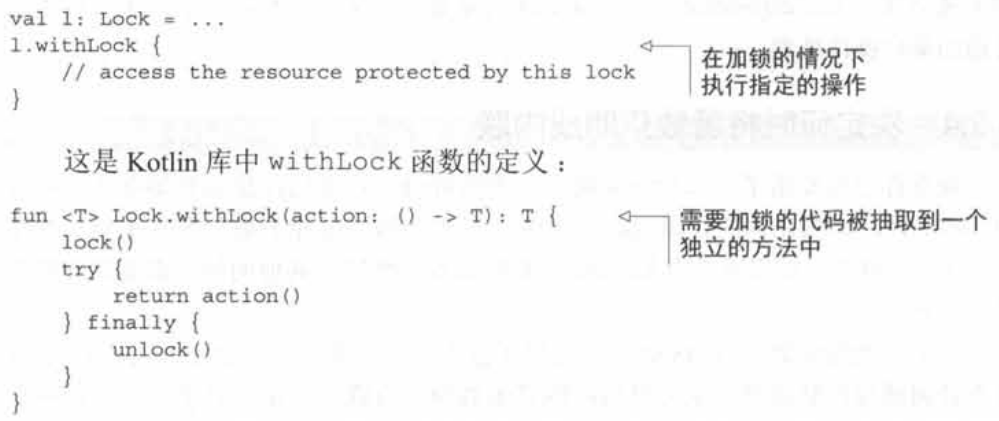 val l: Lock = ...
l.withLock {
在加锁的情况下
执行指定的操作
// access the resource protected by this lock
}
这是 Kotlin 库中 withLock 函数的定义：
fun <T> Lock.withLock(action: () -> T): T {
需要加锁的代码被抽取到一个
独立的方法中
lock()
try {
return action()
} finally {
unlock()
}
}